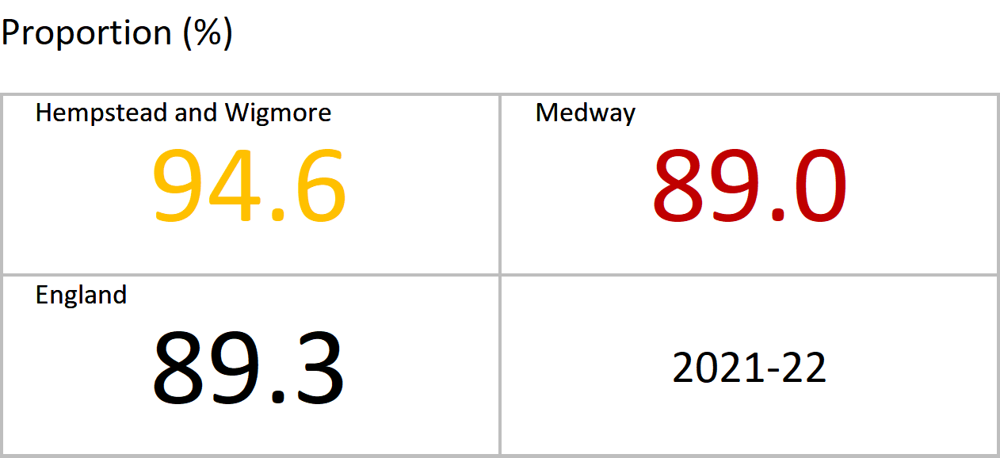 Proportion (%)
Hempstead and Wigmore
94.6
Medway
89.0
England
89.3
2021-22